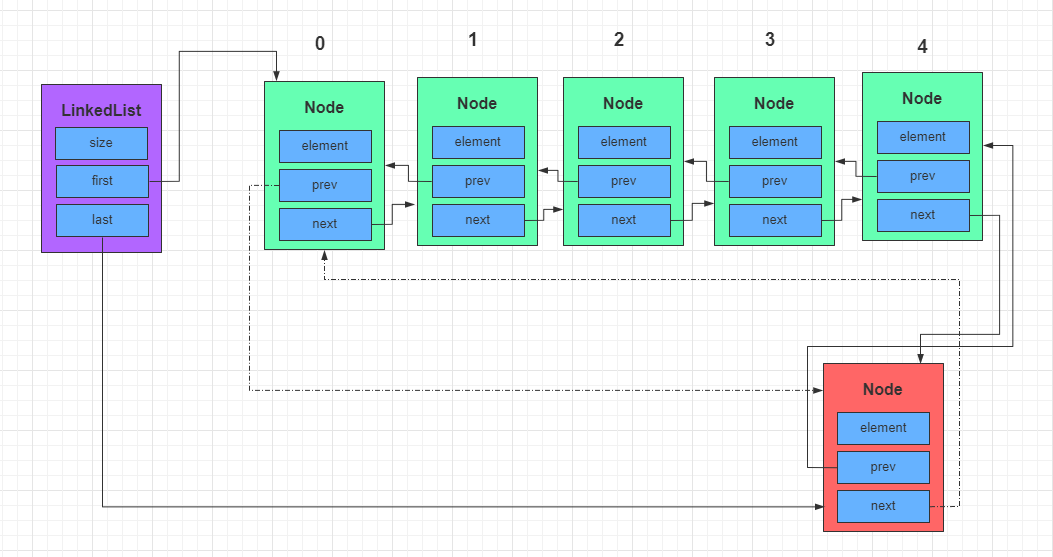 0
1
2
3
4
LinkedList
size
first
last
Node
element
prev
next
Node
element
prev
next
Node
element
prev
next
Node
element
prev
next
Node
element
prev
next
Node
element
prev
next